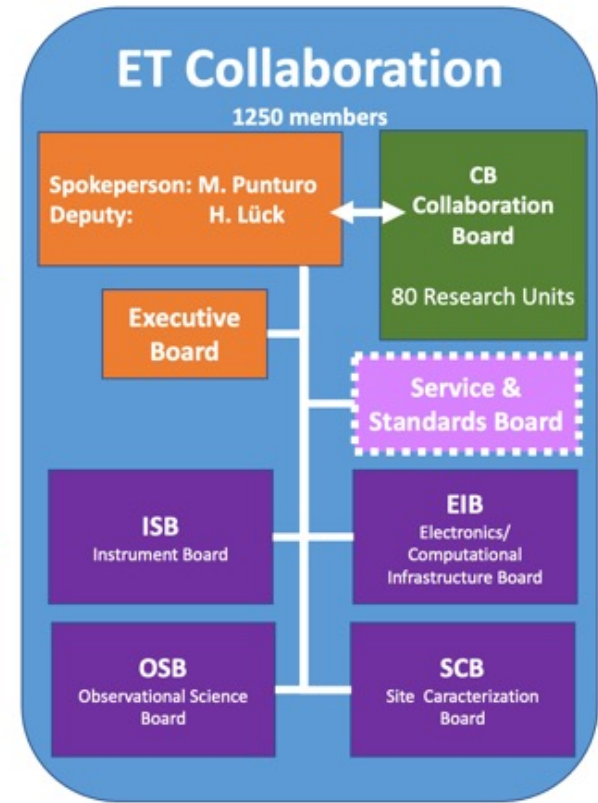 ET Collaboration
1250 members
Spokeperson: M. Punturo
Deputy: H. Lück
CB
Collaboration
Board
80 Research Units
Executive
Board
Service &
Standards Board
ISB
Instrument Board
EIB
Electronics/
Computational
Infrastructure Board
OSB
Observational Science
Board
SCB
Site Caracterization
Board